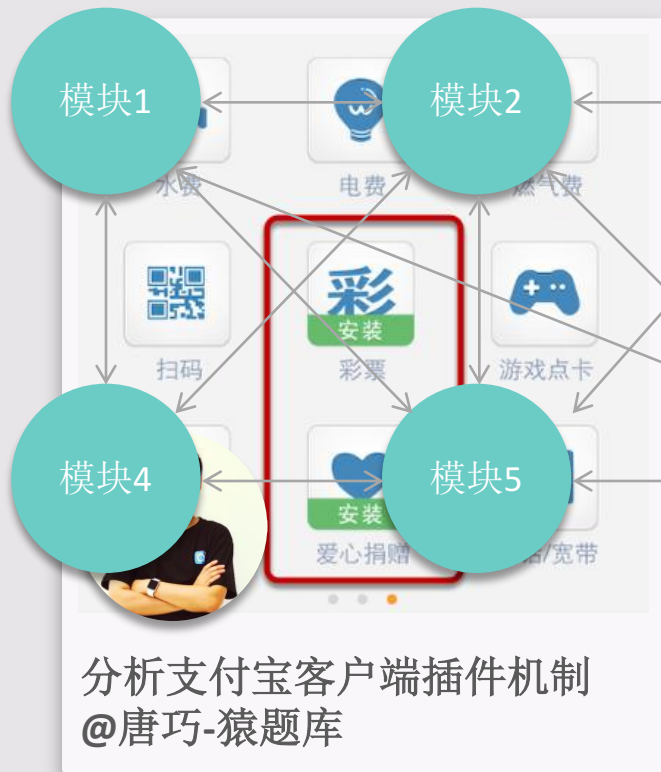 模块1
模块2
水费
电费
燃气费
彩
安装
扫码
彩票
游戏点卡
模块4
模块5
安装
爱心捐赠
/宽带
分析支付宝客户端插件机制
@唐巧-猿题库